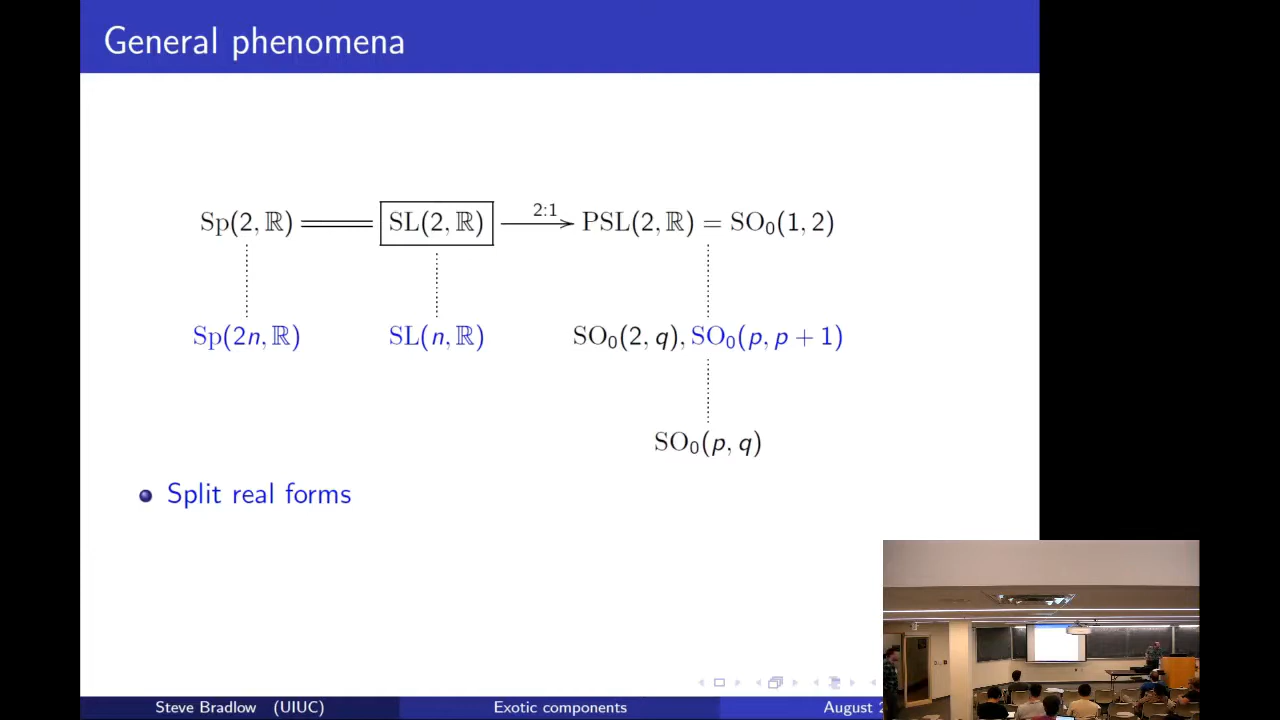 General phenomena
2:1
Sp(2, ℝ) SL(2, ℝ) PSL(2, ℝ) = SO₀(1, 2)
Sp(2n, ℝ) SL(n, ℝ) SO₀(2, q), SO₀(p, p + 1)
SO₀(p, q)
Split real forms
Steve Bradlow (UIUC) Exotic components August 2